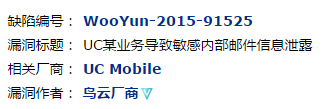 缺陷编号： WooYun-2015-91525
漏洞标题： UC某业务导致敏感内部邮件信息泄露
相关厂商： UC Mobile
漏洞作者： 鸟云厂商